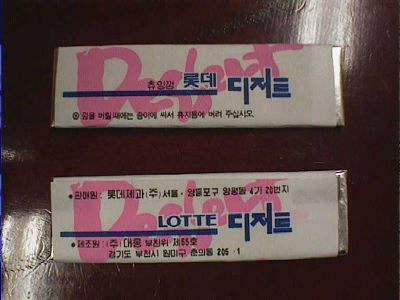 Dessert
츄잉껌 롯데 디저트
⊗ 껌을 버릴때에는 종이에 싸서 휴지통에 버려 주십시오.
Dessert
● 판매원 : 롯데제과(주) 서울·영등포구 양평동 4가 20번지
LOTTE 디저트
● 제조원 : (주) 대웅 부천위 제55호
경기도 부천시 원미구 춘의동 205·1